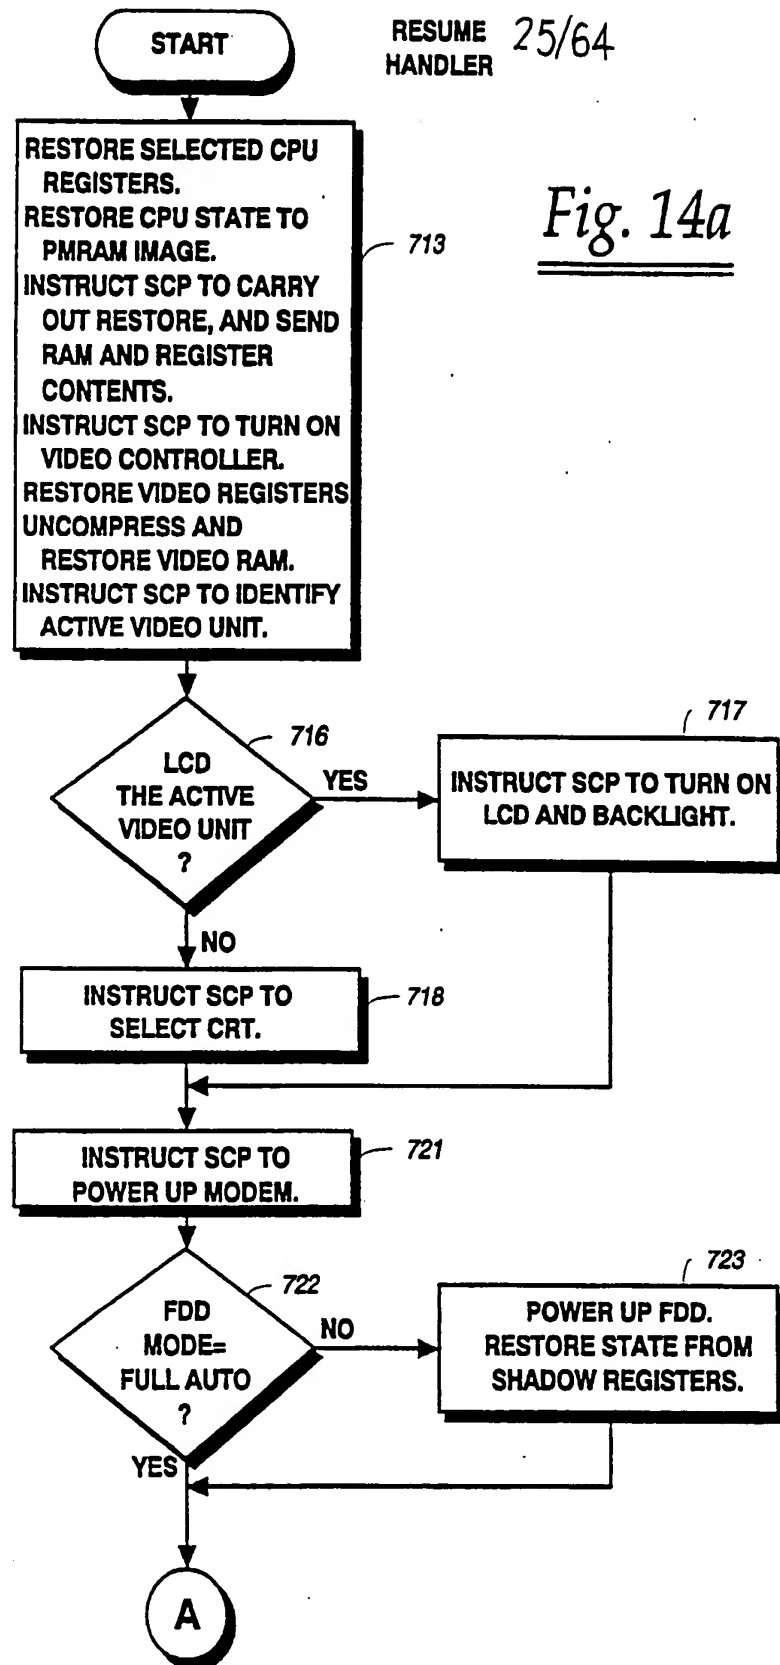 START
RESUME 25/64
HANDLER
Fig. 14a
RESTORE SELECTED CPU
REGISTERS.
RESTORE CPU STATE TO
PMRAM IMAGE.
INSTRUCT SCP TO CARRY
OUT RESTORE, AND SEND
RAM AND REGISTER
CONTENTS.
INSTRUCT SCP TO TURN ON
VIDEO CONTROLLER.
RESTORE VIDEO REGISTERS
UNCOMPRESS AND
RESTORE VIDEO RAM.
INSTRUCT SCP TO IDENTIFY
ACTIVE VIDEO UNIT.
713
LCD
THE ACTIVE
VIDEO UNIT
?
716
YES
NO
717
INSTRUCT SCP TO TURN ON
LCD AND BACKLIGHT.
INSTRUCT SCP TO
SELECT CRT.
718
INSTRUCT SCP TO
POWER UP MODEM.
721
FDD
MODE=
FULL AUTO
?
722
NO
YES
723
POWER UP FDD.
RESTORE STATE FROM
SHADOW REGISTERS.
A